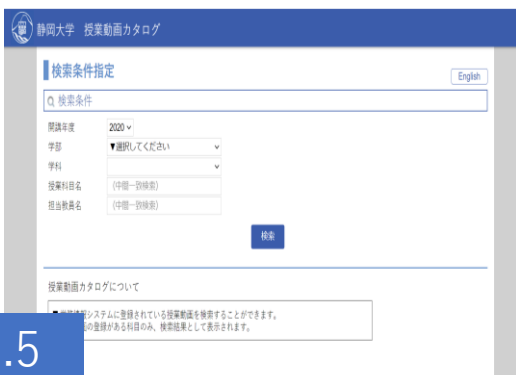 静岡大学 授業動画カタログ
検索条件指定
English
検索条件
開講年度 2020
学部 ▼選択してください
学科
授業科目名 (中間一致検索)
担当教員名 (中間一致検索)
検索
授業動画カタログについて
システムに登録されている授業動画を検索することができます。
の登録がある科目のみ、検索結果として表示されます。
.5